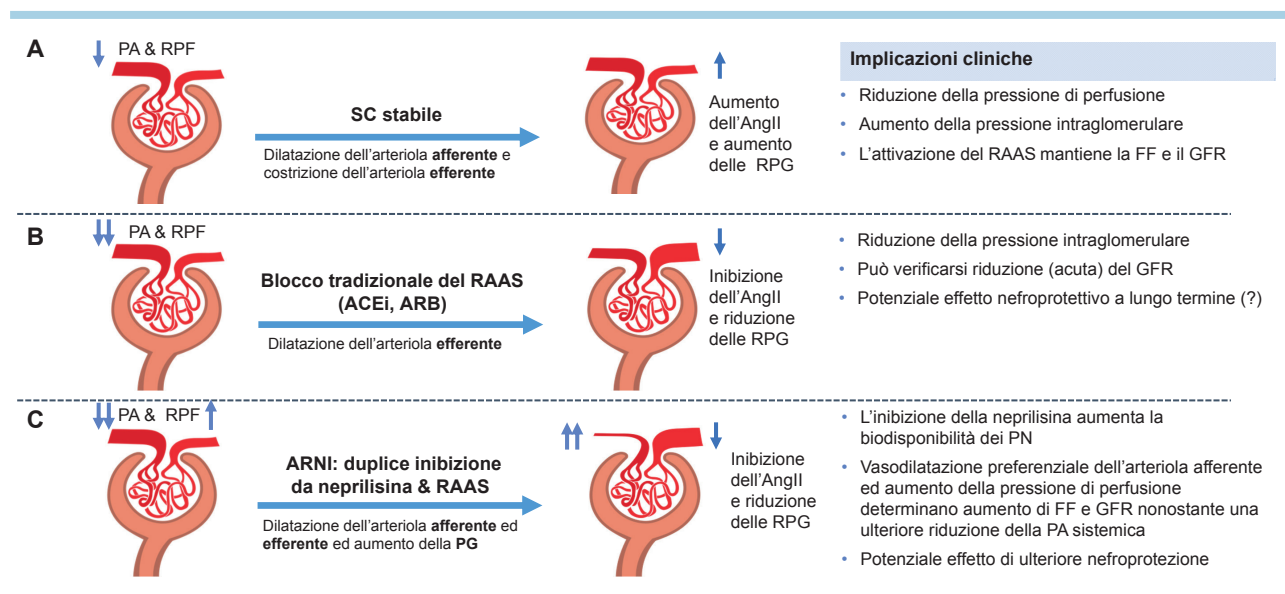 A
PA & RPF
SC stabile
Dilatazione dell'arteriola afferente e
costrizione dell'arteriola efferente
Aumento
dell'AngII
e aumento
delle RPG
Implicazioni cliniche
• Riduzione della pressione di perfusione
• Aumento della pressione intraglomerulare
• L'attivazione del RAAS mantiene la FF e il GFR
B
PA & RPF
Blocco tradizionale del RAAS
(ACEi, ARB)
Dilatazione dell'arteriola efferente
Inibizione
dell'AngII
e riduzione
delle RPG
• Riduzione della pressione intraglomerulare
• Può verificarsi riduzione (acuta) del GFR
• Potenziale effetto nefroprotettivo a lungo termine (?)
C
PA & RPF
ARNI: duplice inibizione
da neprilisina & RAAS
Dilatazione dell'arteriola afferente ed
efferente ed aumento della PG
Inibizione
dell'AngII
e riduzione
delle RPG
• L'inibizione della neprilisina aumenta la
biodisponibilità dei PN
• Vasodilatazione preferenziale dell'arteriola afferente
ed aumento della pressione di perfusione
determinano aumento di FF e GFR nonostante una
ulteriore riduzione della PA sistemica
• Potenziale effetto di ulteriore nefroprotezione